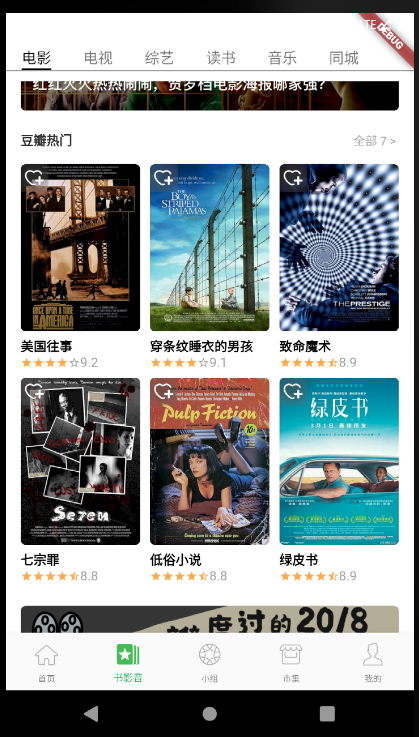 DEBUG
电影 电视 综艺 读书 音乐 同城
红红火火热热闹闹，贺岁档电影海报哪家强？
豆瓣热门 全部 7 >
ONCE UPON A TIME
IN AMERICA
THE BOY IN THE
STRIPED
PAJAMAS
THEPRESTIGE
美国往事 穿条纹睡衣的男孩 致命魔术
9.2 9.1 8.9
Se7en
Pulp Fiction
10¢
绿皮书
七宗罪 低俗小说 绿皮书
8.8 8.8 8.9
度过的20/8
首页 书影音 小组 市集 我的